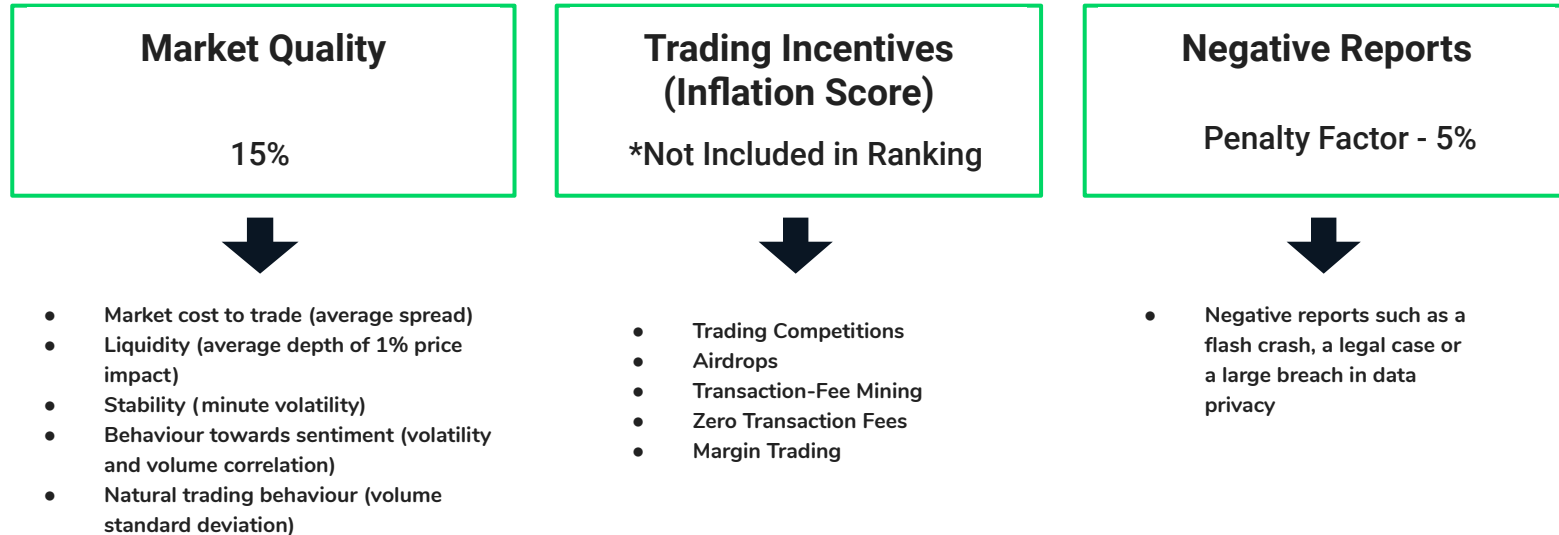 Market Quality
15%
Trading Incentives
(Inflation Score)
*Not Included in Ranking
Negative Reports
Penalty Factor - 5%
● Market cost to trade (average spread)
● Liquidity (average depth of 1% price
impact)
● Stability (minute volatility)
● Behaviour towards sentiment (volatility
and volume correlation)
● Natural trading behaviour (volume
standard deviation)
● Trading Competitions
● Airdrops
● Transaction-Fee Mining
● Zero Transaction Fees
● Margin Trading
● Negative reports such as a
flash crash, a legal case or
a large breach in data
privacy